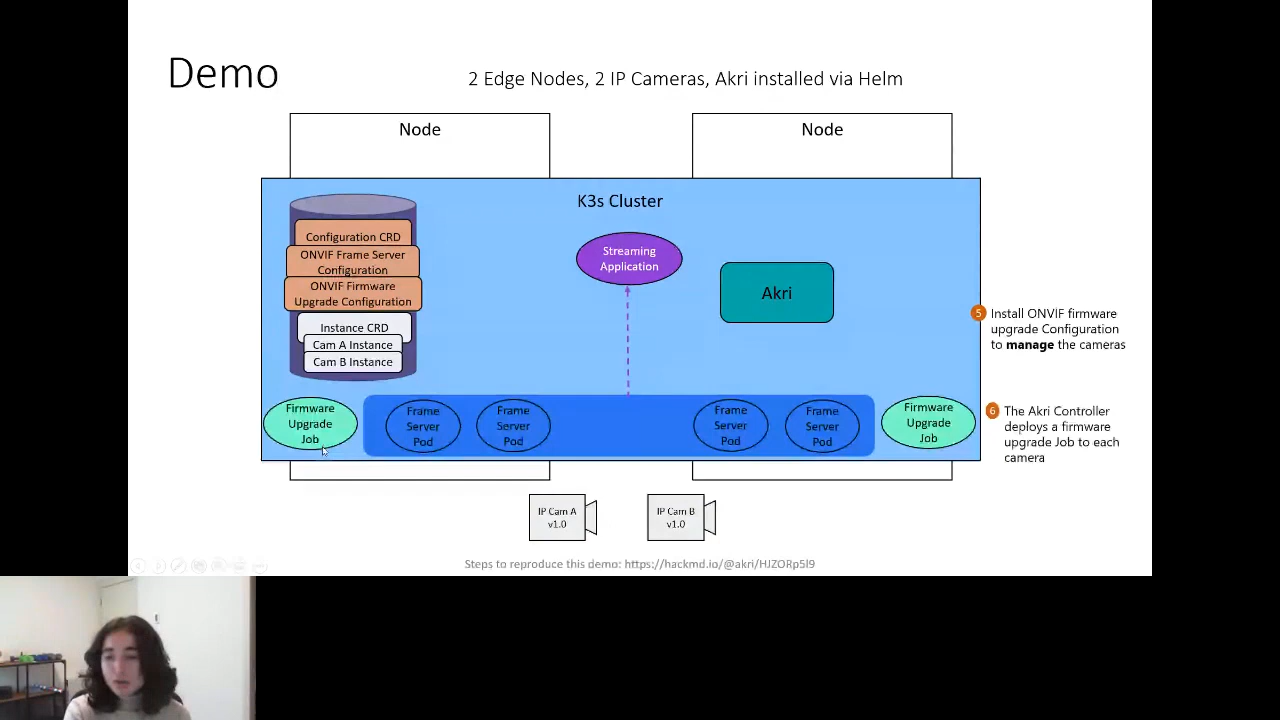 Demo
2 Edge Nodes, 2 IP Cameras, Akri installed via Helm
Node
Node
K3s Cluster
Configuration CRD
ONVIF Frame Server
Configuration
ONVIF Firmware
Upgrade Configuration
Instance CRD
Cam A Instance
Cam B Instance
Streaming
Application
Akri
5 Install ONVIF firmware
upgrade Configuration
to manage the cameras
6 The Akri Controller
deploys a firmware
upgrade Job to each
camera
Firmware
Upgrade
Job
Frame
Server
Pod
Frame
Server
Pod
Frame
Server
Pod
Frame
Server
Pod
Firmware
Upgrade
Job
IP Cam A
v1.0
IP Cam B
v1.0
Steps to reproduce this demo: https://hackmd.io/@akri/HJZORp5l9